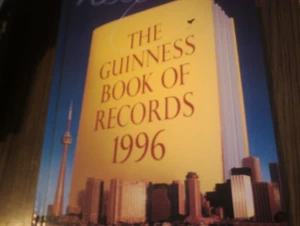 THE
GUINNESS
BOOK OF
RECORDS
1996